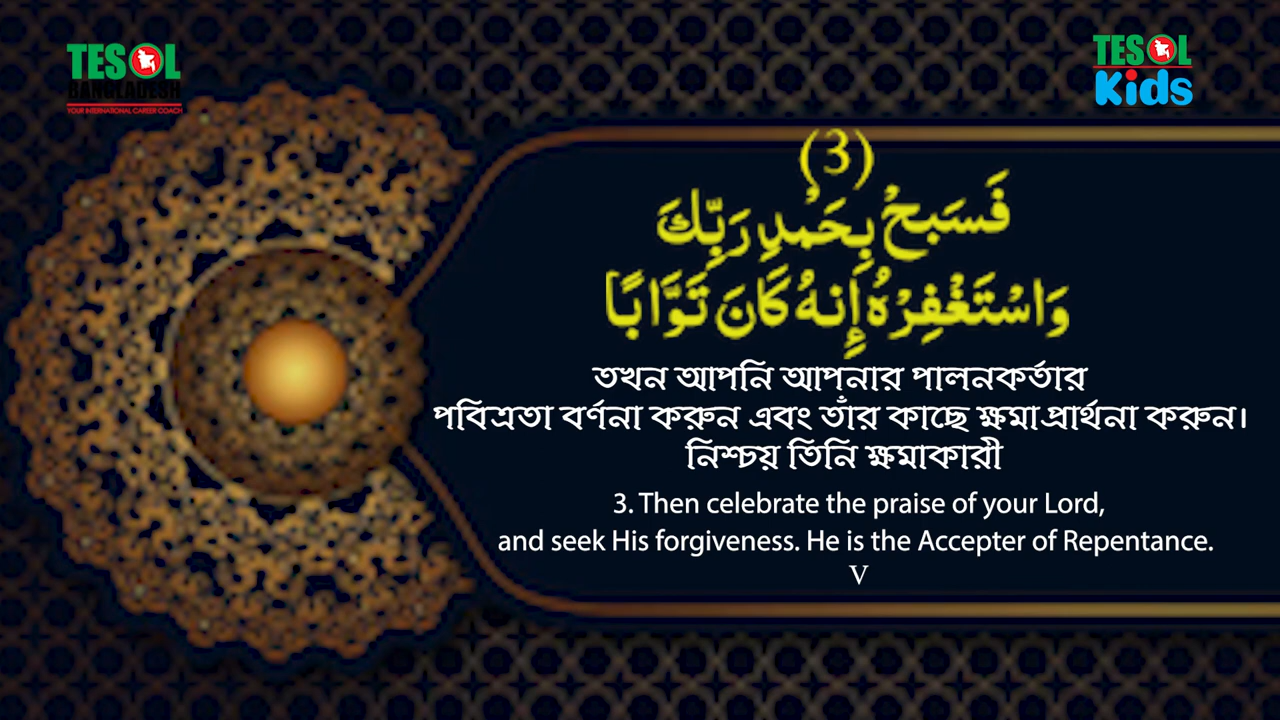 TESOL
BANGLADESH
YOUR INTERNATIONAL CAREER COACH
TESOL
Kids
(3)
فَسَبحْ بِحَمْدِ رَبِّكَ
وَاسْتَغْفِرْهُ إِنهُ كَانَ تَوَّابًا
তখন আপনি আপনার পালনকর্তার
পবিত্রতা বর্ণনা করুন এবং তাঁর কাছে ক্ষমাপ্রার্থনা করুন।
নিশ্চয় তিনি ক্ষমাকারী
3. Then celebrate the praise of your Lord,
and seek His forgiveness. He is the Accepter of Repentance.
V